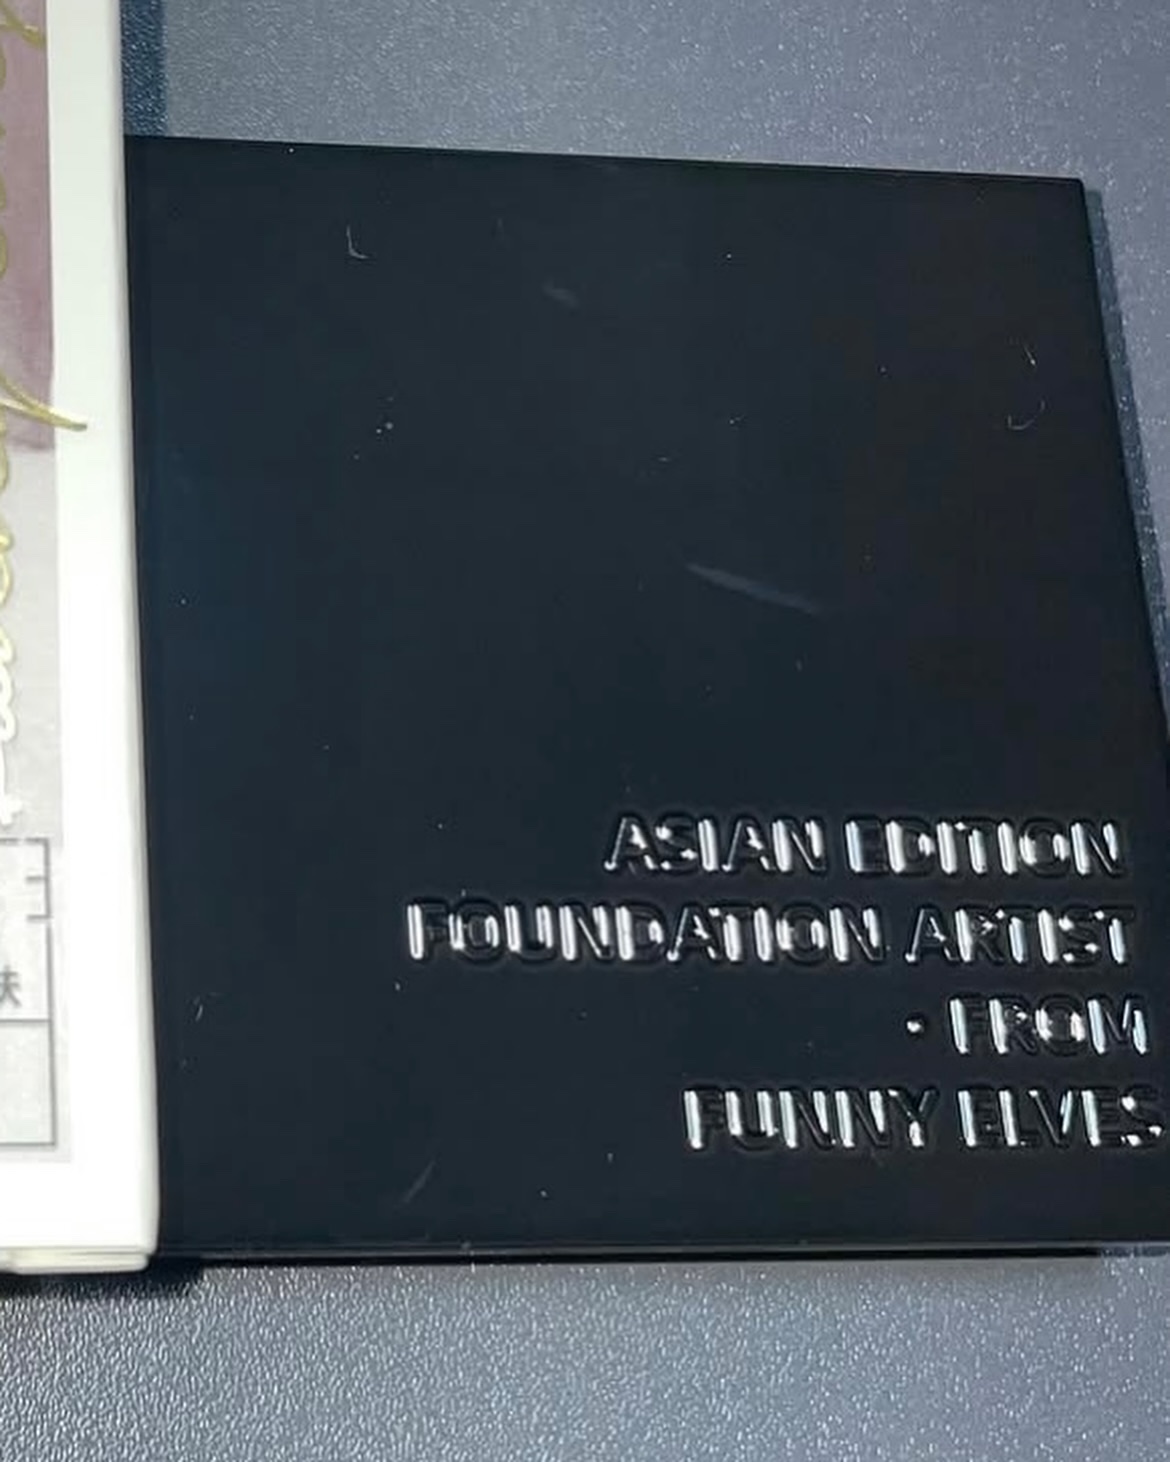 ASIAN EDITION
FOUNDATION ARTIST
· FROM
FUNNY ELVES